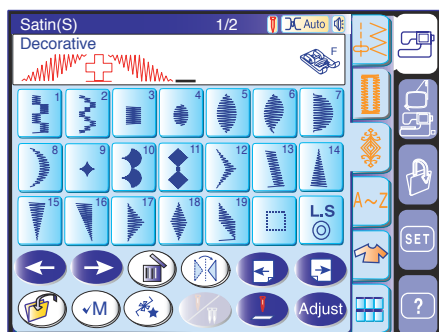 Satin(S) 1/2 Auto
Decorative
F
1 2 3 4 5 6 7
8 9 10 11 12 13 14
15 16 17 18 19 L.S
A~Z
SET
✓M Adjust
?